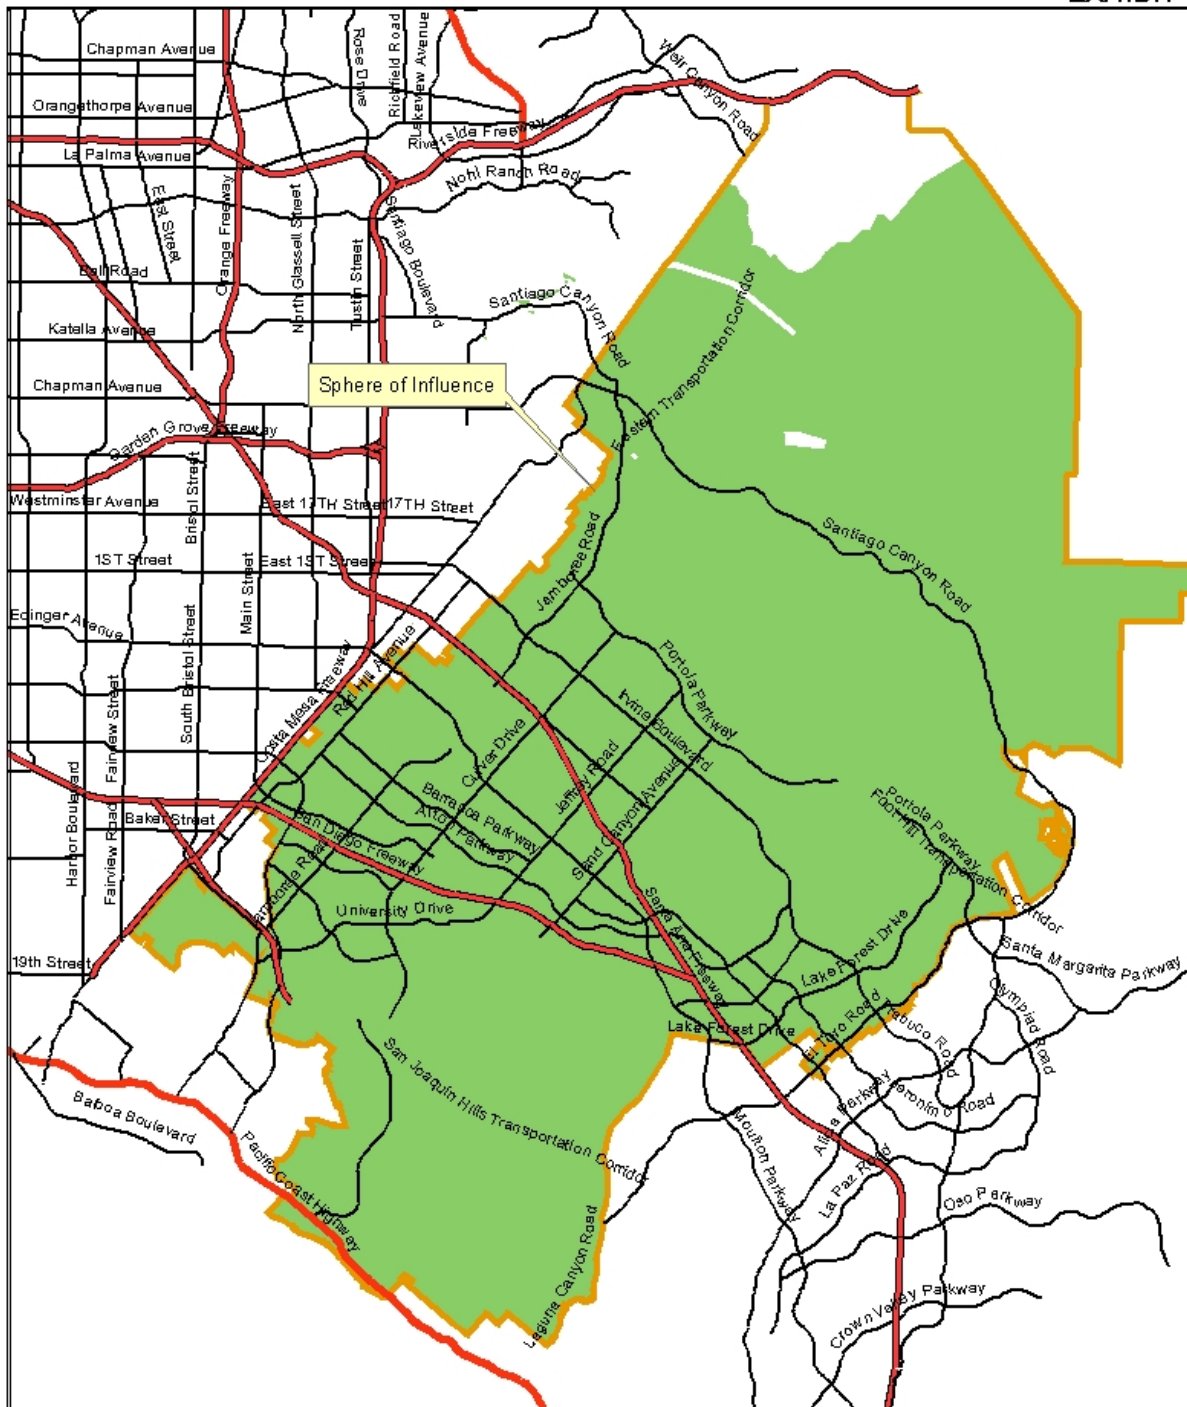 Chapman Avenue
Rose Drive
Richfield Road
Lakeview Avenue
Weir Canyon Road
Orangethorpe Avenue
Riverside Freeway
La Palma Avenue
Nohl Ranch Road
East Street
Orange Freeway
North Glassell Street
Santiago Boulevard
Tustin Street
Ball Road
Santiago Canyon Road
Eastern Transportation Corridor
Katella Avenue
Chapman Avenue
Sphere of Influence
Garden Grove Freeway
Bristol Street
Westminster Avenue
East 17TH Street
17TH Street
Santiago Canyon Road
1ST Street
East 1ST Street
Jamboree Road
Main Street
Edinger Avenue
South Bristol Street
Costa Mesa Freeway
Red Hill Avenue
Portola Parkway
Irvine Boulevard
Fairview Street
Culver Drive
Jeffrey Road
Sand Canyon Avenue
Harbor Boulevard
Fairview Road
Baker Street
San Diego Freeway
Barranca Parkway
Alton Parkway
Portola Parkway
Foot Hill Transportation Corridor
Jamboree Road
University Drive
Santa Ana Freeway
Lake Forest Drive
Santa Margarita Parkway
19th Street
Olympiad Road
Lake Forest Drive
El Toro Road
Trabuco Road
San Joaquin Hills Transportation Corridor
Balboa Boulevard
Pacific Coast Highway
Moulton Parkway
Alicia Parkway
Jeronimo Road
La Paz Road
Oso Parkway
Laguna Canyon Road
Crown Valley Parkway